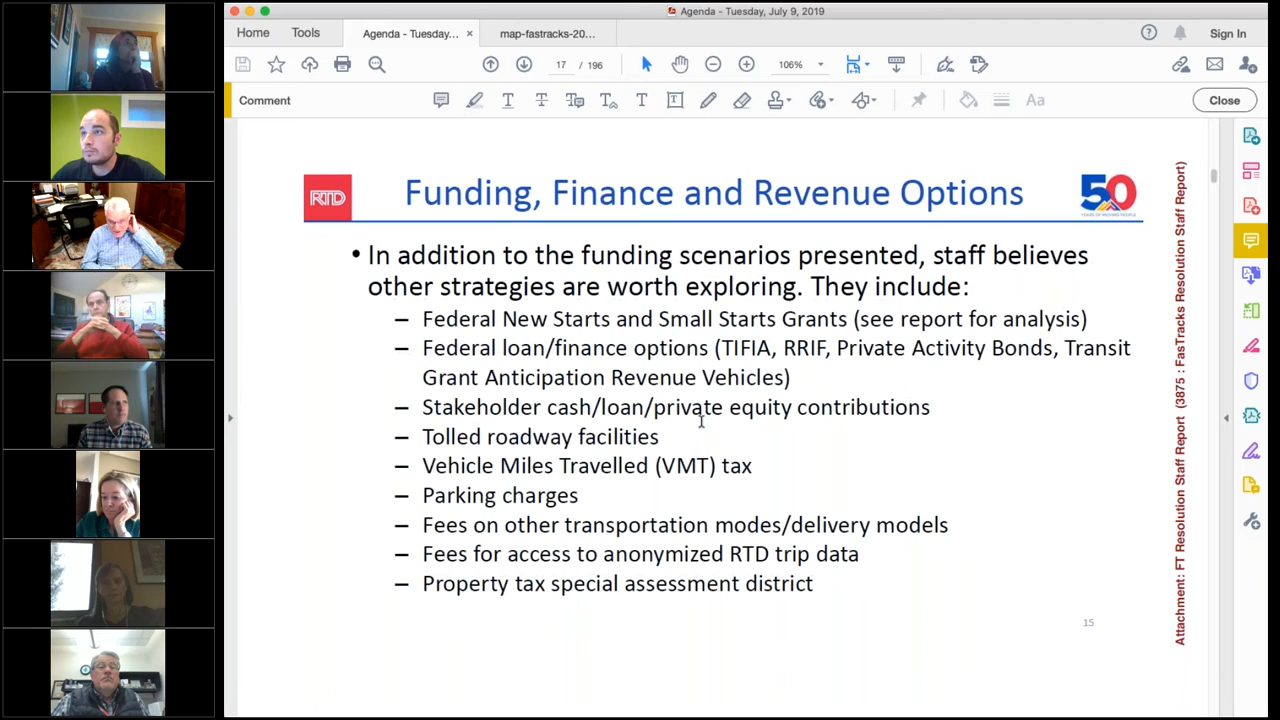 Agenda - Tuesday, July 9, 2019
Home
Tools
Agenda - Tuesday,...
map-fastracks-20...
Sign In
17 / 196
106%
Comment
Close
RTD
Funding, Finance and Revenue Options
50
YEARS OF MOVING PEOPLE
• In addition to the funding scenarios presented, staff believes
other strategies are worth exploring. They include:
– Federal New Starts and Small Starts Grants (see report for analysis)
– Federal loan/finance options (TIFIA, RRIF, Private Activity Bonds, Transit
Grant Anticipation Revenue Vehicles)
– Stakeholder cash/loan/private equity contributions
– Tolled roadway facilities
– Vehicle Miles Travelled (VMT) tax
– Parking charges
– Fees on other transportation modes/delivery models
– Fees for access to anonymized RTD trip data
– Property tax special assessment district
15
Attachment: FT Resolution Staff Report (3875 : FasTracks Resolution Staff Report)